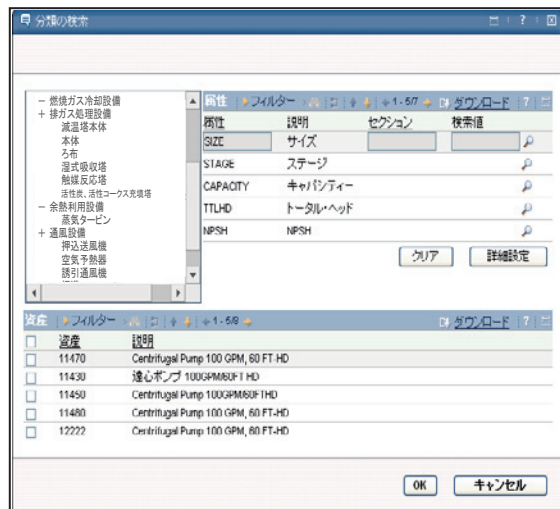 分類の検索
?
− 燃焼ガス冷却設備
+ 排ガス処理設備
減温塔本体
本体
ろ布
湿式吸収塔
触媒反応塔
活性炭、活性コークス充填塔
− 余熱利用設備
蒸気タービン
+ 通風設備
押込送風機
空気予熱器
誘引通風機
属性 フィルター 1 - 5/7 ダウンロード ?
属性 説明 セクション 検索値
SIZE サイズ
STAGE ステージ
CAPACITY キャパシティー
TTLHD トータル・ヘッド
NPSH NPSH
クリア 詳細設定
資産 フィルター 1 - 5/9 ダウンロード ?
資産 説明
11470 Centrifugal Pump 100 GPM, 60 FT-HD
11430 遠心ポンプ 100GPM/60FT HD
11450 Centrifugal Pump 100GPM/60FTHD
11480 Centrifugal Pump 100 GPM, 60 FT-HD
12222 Centrifugal Pump 100 GPM, 60 FT-HD
OK キャンセル